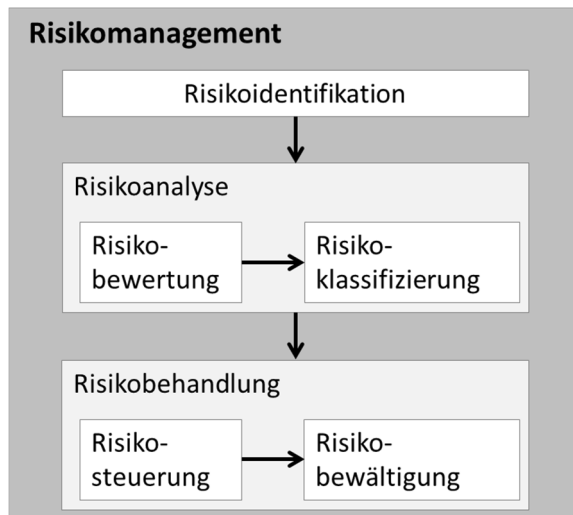 Risikomanagement
Risikoidentifikation
Risikoanalyse
Risiko-
bewertung
Risiko-
klassifizierung
Risikobehandlung
Risiko-
steuerung
Risiko-
bewältigung